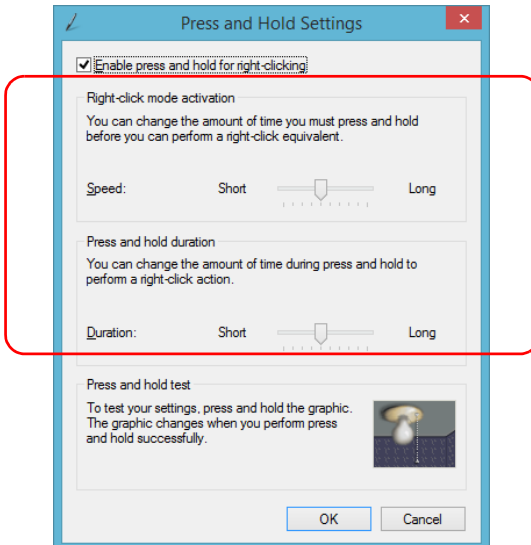 Press and Hold Settings
Enable press and hold for right-clicking
Right-click mode activation
You can change the amount of time you must press and hold
before you can perform a right-click equivalent.
Speed: Short Long
Press and hold duration
You can change the amount of time during press and hold to
perform a right-click action.
Duration: Short Long
Press and hold test
To test your settings, press and hold the graphic.
The graphic changes when you perform press
and hold successfully.
OK Cancel